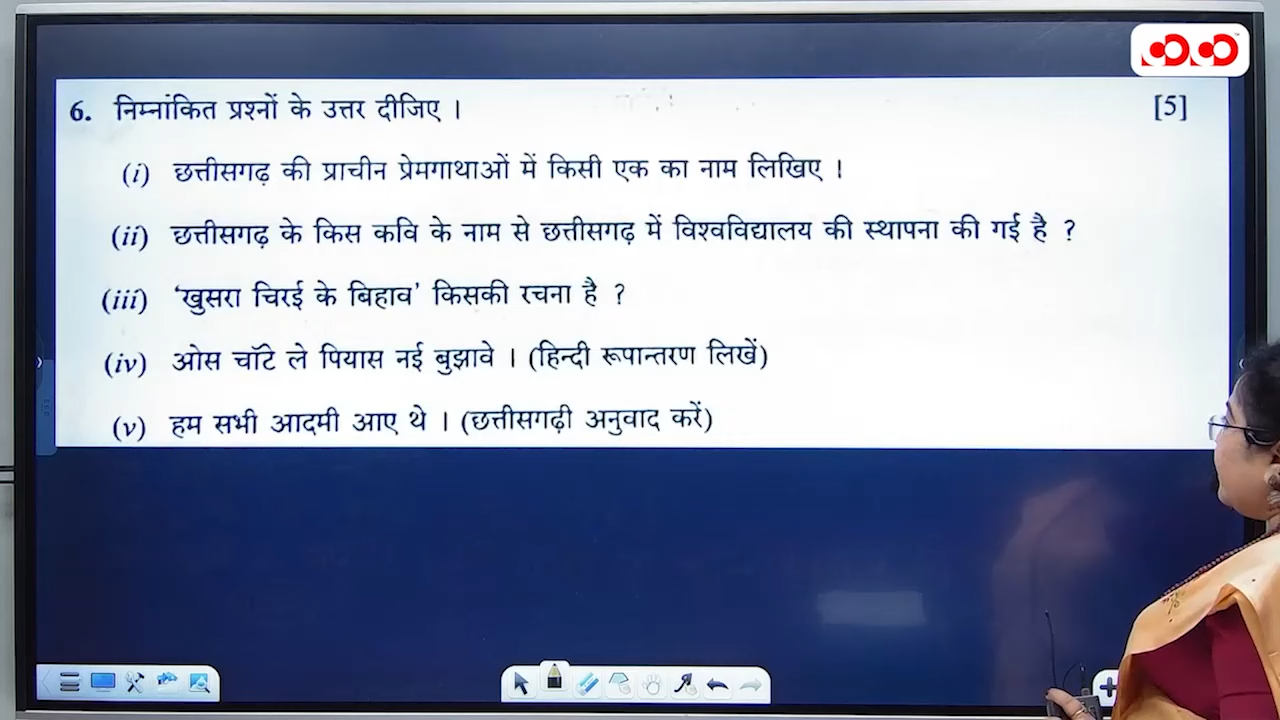 6. निम्नांकित प्रश्नों के उत्तर दीजिए । [5]
(i) छत्तीसगढ़ की प्राचीन प्रेमगाथाओं में किसी एक का नाम लिखिए ।
(ii) छत्तीसगढ़ के किस कवि के नाम से छत्तीसगढ़ में विश्वविद्यालय की स्थापना की गई है ?
(iii) ‘खुसरा चिरई के बिहाव’ किसकी रचना है ?
(iv) ओस चॉटे ले पियास नई बुझावे । (हिन्दी रूपान्तरण लिखें)
(v) हम सभी आदमी आए थे । (छत्तीसगढ़ी अनुवाद करें)